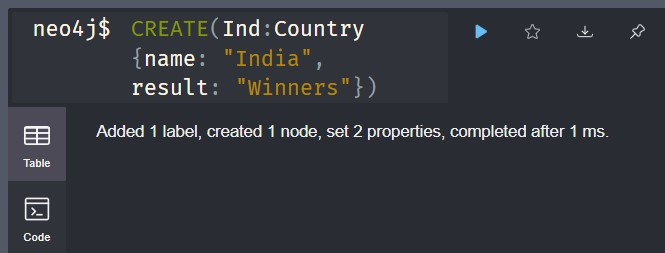 neo4j$ CREATE(Ind:Country
{name: "India",
result: "Winners"})
Added 1 label, created 1 node, set 2 properties, completed after 1 ms.
Table
Code